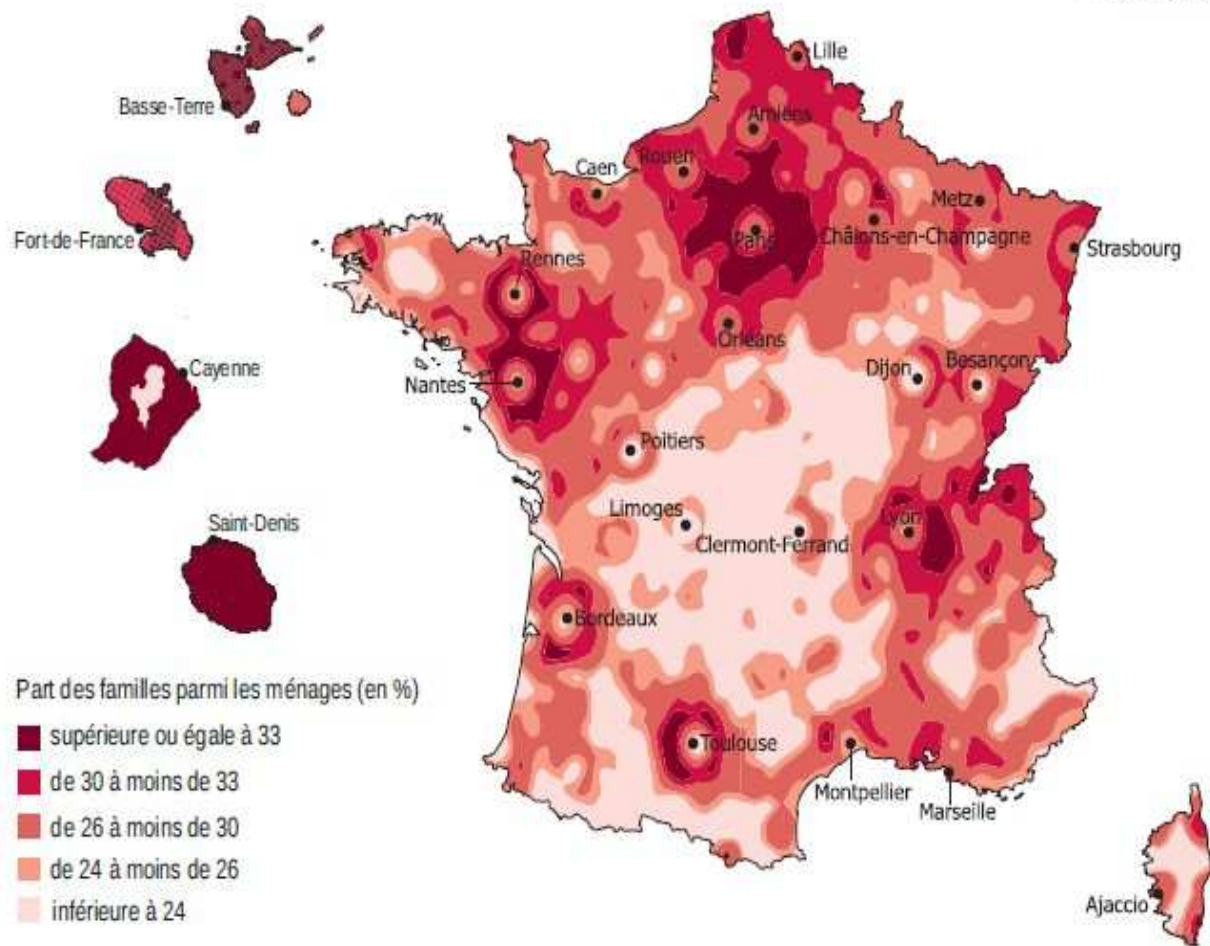 Lille
Basse-Terre
Amiens
Rouen
Caen
Metz
Fort-de-France
Paris
Châlons-en-Champagne
Strasbourg
Rennes
Orléans
Cayenne
Dijon
Besançon
Nantes
Poitiers
Saint-Denis
Limoges
Lyon
Clermont-Ferrand
Bordeaux
Part des familles parmi les ménages (en %)
supérieure ou égale à 33
de 30 à moins de 33
de 26 à moins de 30
de 24 à moins de 26
inférieure à 24
Toulouse
Montpellier
Marseille
Ajaccio